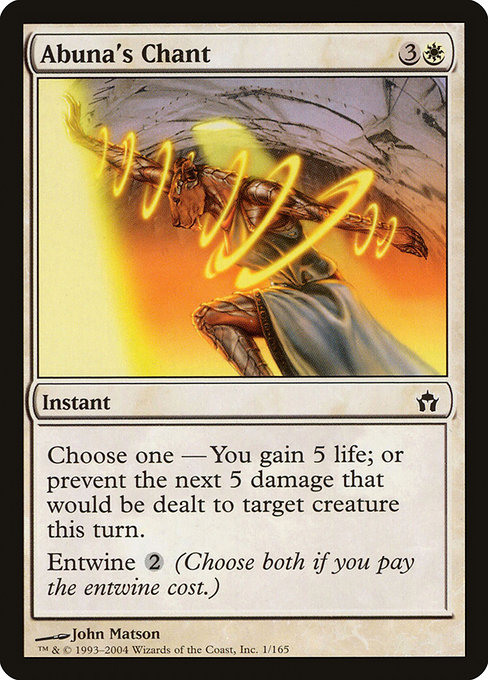 Abuna's Chant 3
Instant
Choose one — You gain 5 life; or
prevent the next 5 damage that
would be dealt to target creature
this turn.
Entwine 2 (Choose both if you pay
the entwine cost.)
John Matson
™ & © 1993–2004 Wizards of the Coast, Inc. 1/165